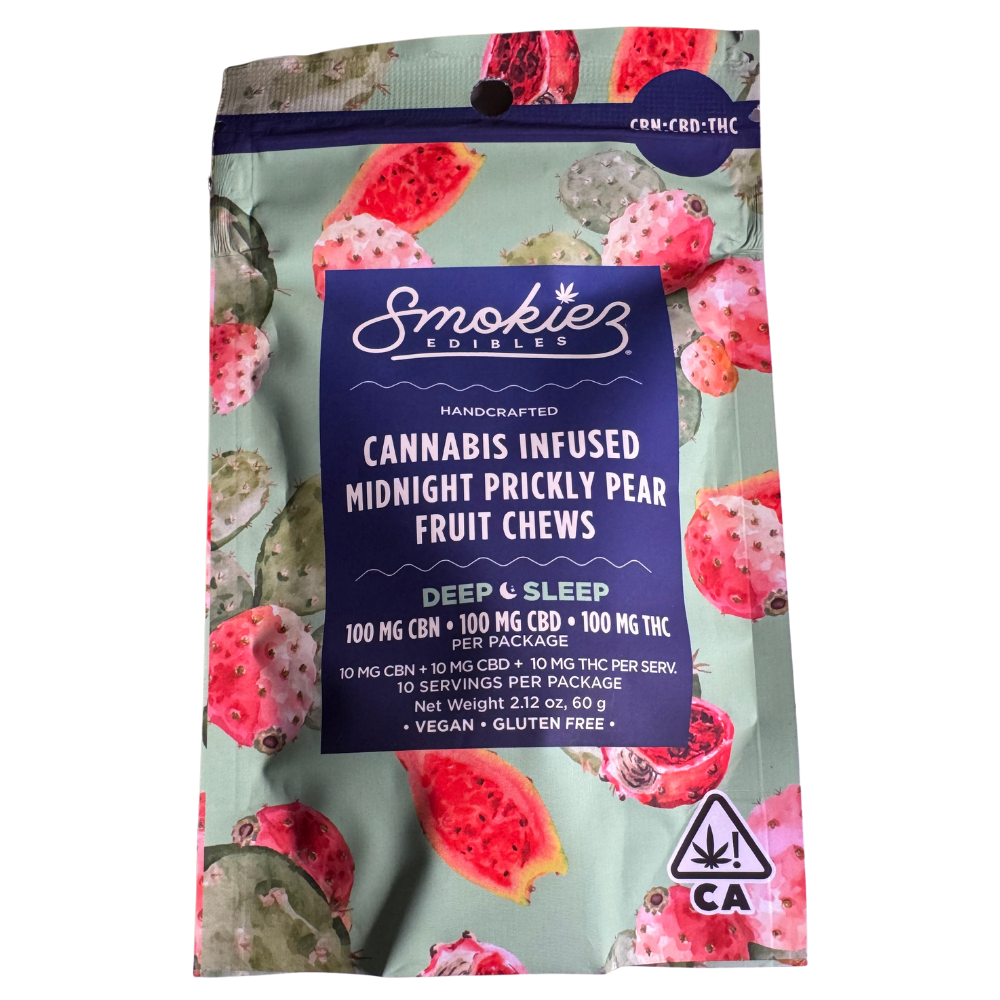 CBN:CBD:THC
Smokiez
EDIBLES
®
HANDCRAFTED
CANNABIS INFUSED
MIDNIGHT PRICKLY PEAR
FRUIT CHEWS
DEEP SLEEP
100 MG CBN • 100 MG CBD • 100 MG THC
PER PACKAGE
10 MG CBN + 10 MG CBD + 10 MG THC PER SERV.
10 SERVINGS PER PACKAGE
Net Weight 2.12 oz, 60 g
• VEGAN • GLUTEN FREE •
!
CA